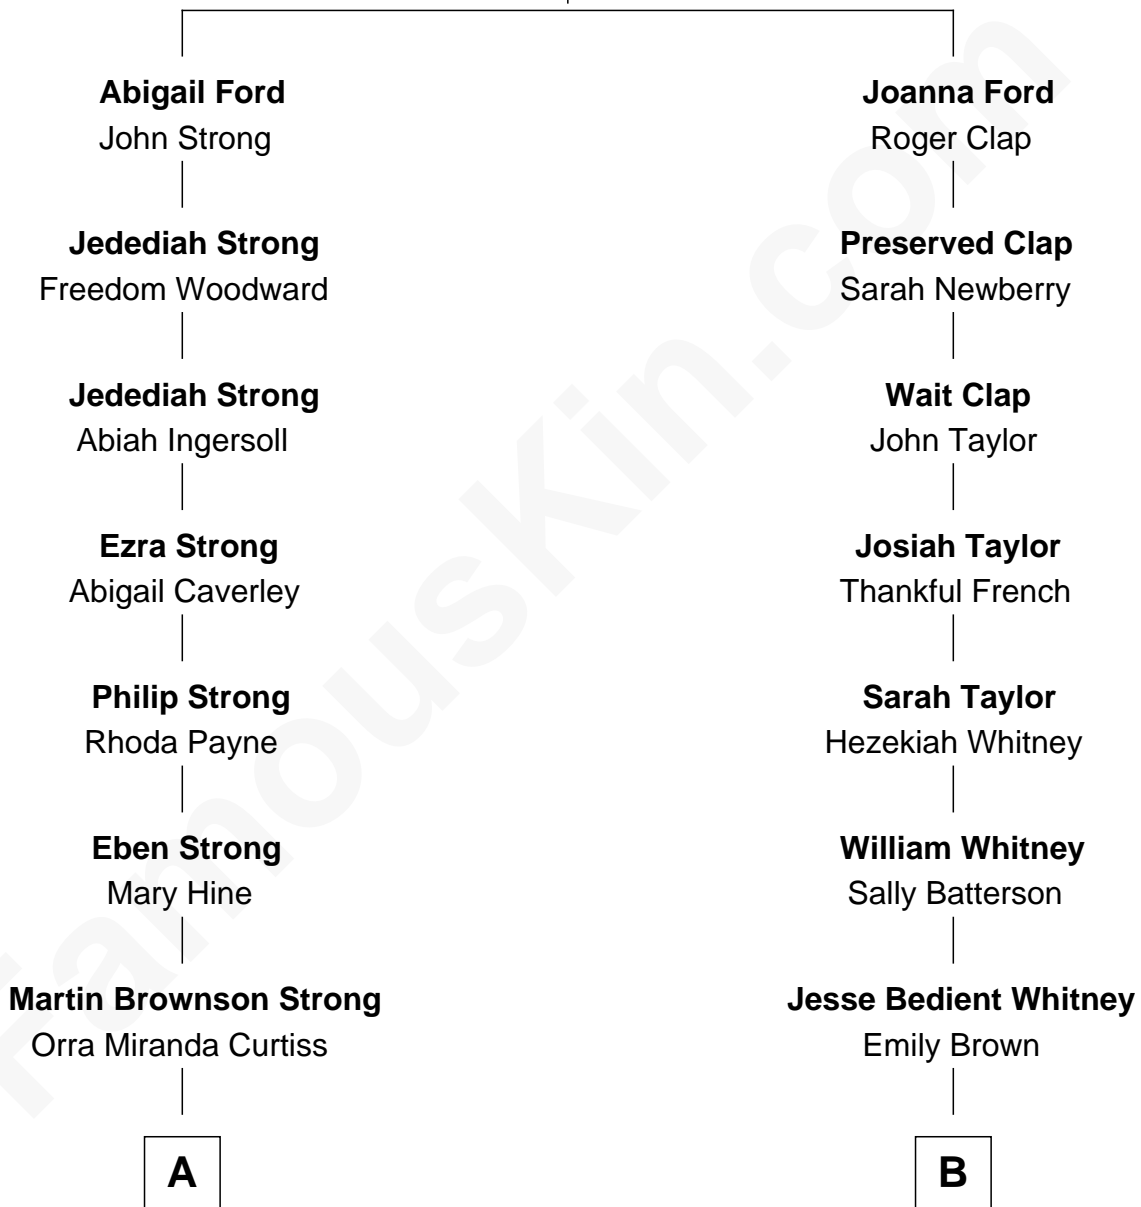 Abigail Ford
John Strong
Jedediah Strong
Freedom Woodward
Jedediah Strong
Abiah Ingersoll
Ezra Strong
Abigail Caverley
Philip Strong
Rhoda Payne
Eben Strong
Mary Hine
Martin Brownson Strong
Orra Miranda Curtiss
A
Joanna Ford
Roger Clap
Preserved Clap
Sarah Newberry
Wait Clap
John Taylor
Josiah Taylor
Thankful French
Sarah Taylor
Hezekiah Whitney
William Whitney
Sally Batterson
Jesse Bedient Whitney
Emily Brown
B
FamousKin.com